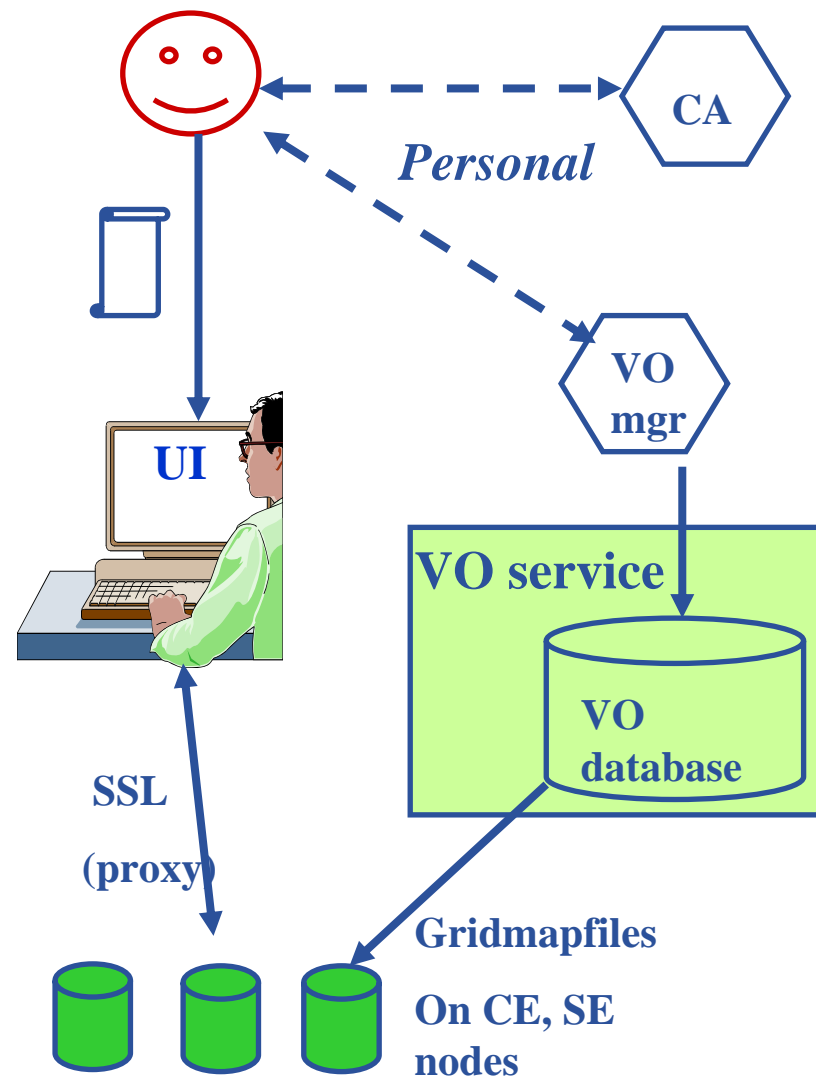 CA
Personal
VO
mgr
UI
VO service
VO
database
SSL
(proxy)
Gridmapfiles
On CE, SE
nodes